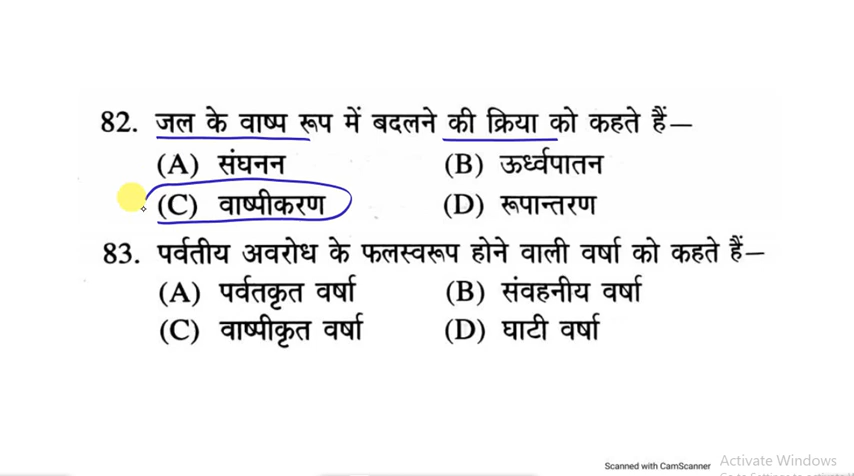 82. जल के वाष्प रूप में बदलने की क्रिया को कहते हैं—
(A) संघनन (B) ऊर्ध्वपातन
(C) वाष्पीकरण (D) रूपान्तरण
83. पर्वतीय अवरोध के फलस्वरूप होने वाली वर्षा को कहते हैं—
(A) पर्वतकृत वर्षा (B) संवहनीय वर्षा
(C) वाष्पीकृत वर्षा (D) घाटी वर्षा
Scanned with CamScanner
Activate Windows